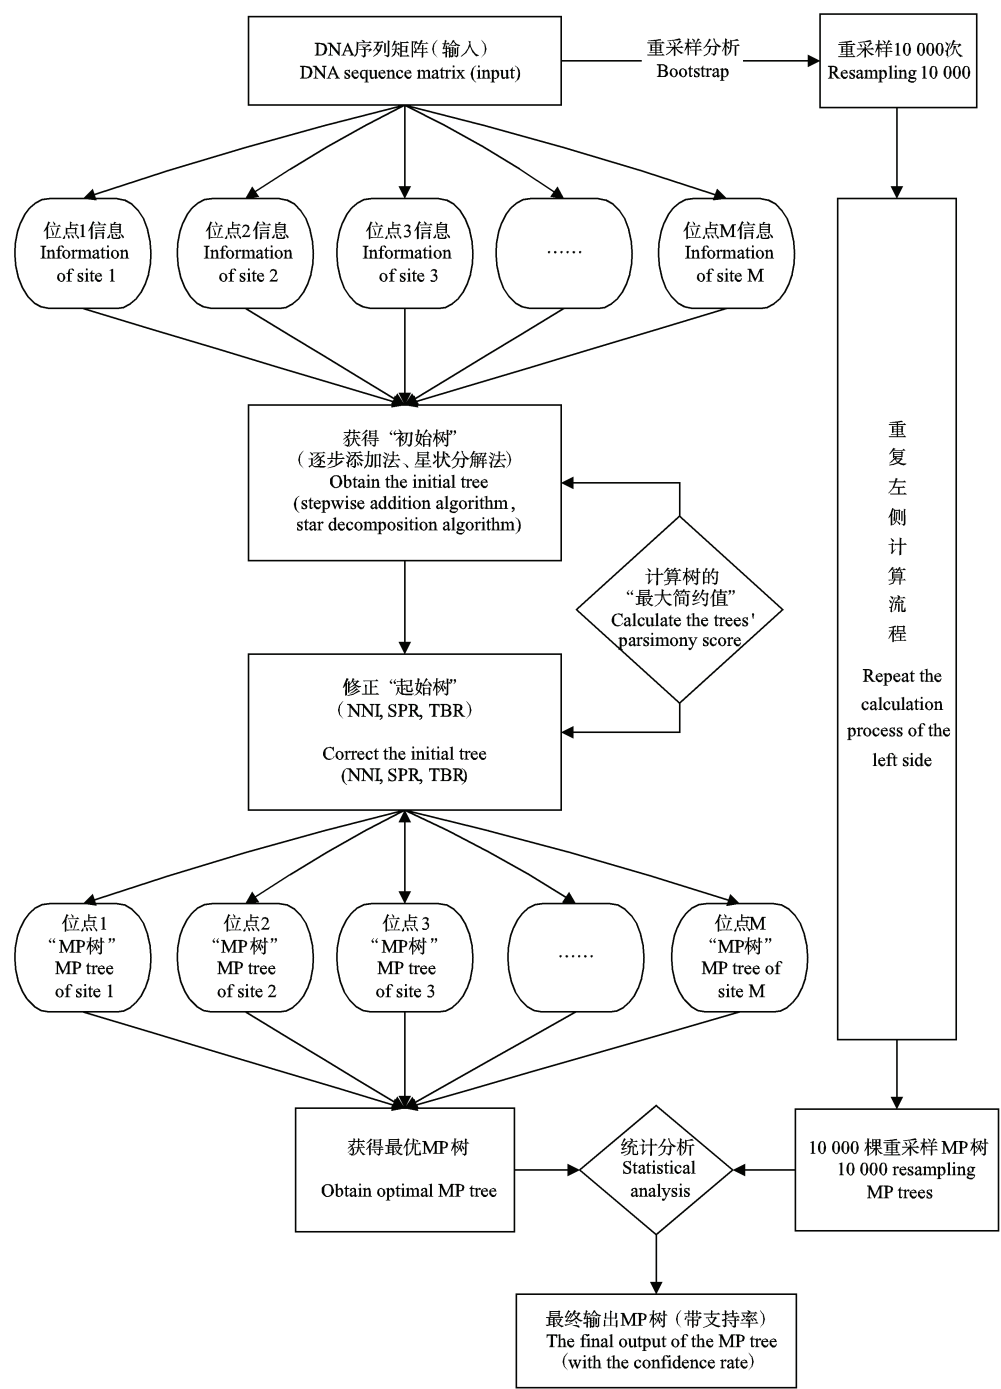 DNA序列矩阵（输入）
DNA sequence matrix (input)
重采样分析
Bootstrap
重采样10 000次
Resampling 10 000
位点1信息
Information
of site 1
位点2信息
Information
of site 2
位点3信息
Information
of site 3
……
位点M信息
Information
of site M
获得“初始树”
（逐步添加法、星状分解法）
Obtain the initial tree
(stepwise addition algorithm,
star decomposition algorithm)
计算树的
“最大简约值”
Calculate the trees'
parsimony score
修正“起始树”
（NNI, SPR, TBR）
Correct the initial tree
(NNI, SPR, TBR)
重
复
左
侧
计
算
流
程
Repeat the
calculation
process of the
left side
位点1
“MP树”
MP tree
of site 1
位点2
“MP树”
MP tree
of site 2
位点3
“MP树”
MP tree
of site 3
……
位点M
“MP树”
MP tree of
site M
获得最优MP树
Obtain optimal MP tree
统计分析
Statistical
analysis
10 000 棵重采样MP树
10 000 resampling
MP trees
最终输出MP树（带支持率）
The final output of the MP tree
(with the confidence rate)